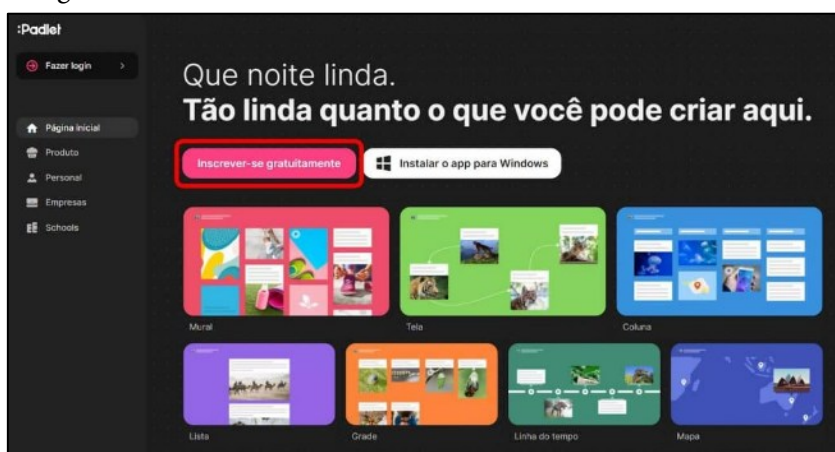 :Padlet
Fazer login
Página Inicial
Produto
Personal
Empresas
Schools
Que noite linda.
Tão linda quanto o que você pode criar aqui.
Inscrever-se gratuitamente
Instalar o app para Windows
Mural
Tela
Coluna
Lista
Grade
Linha do tempo
Mapa